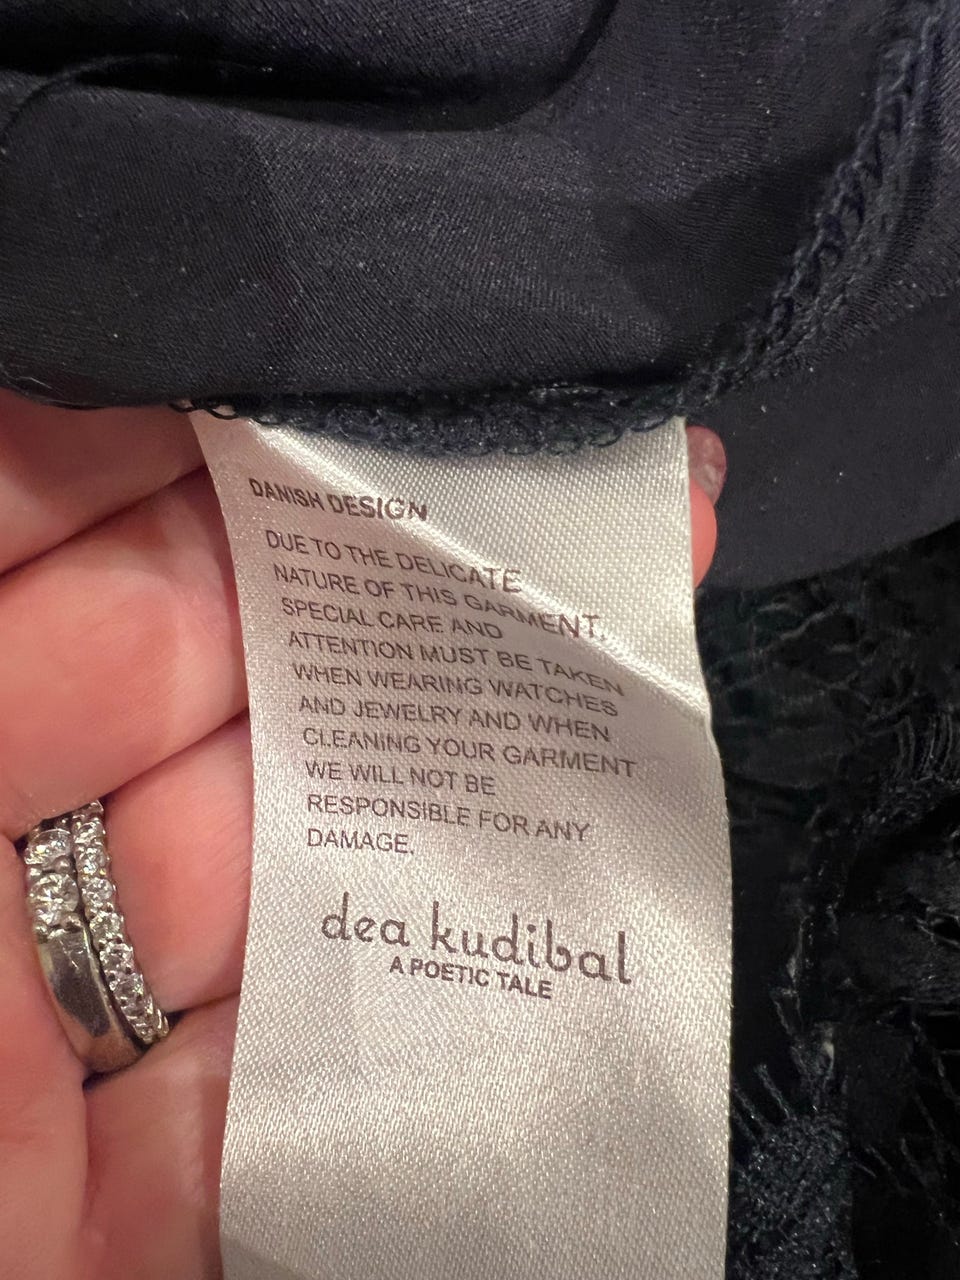 DANISH DESIGN
DUE TO THE DELICATE
NATURE OF THIS GARMENT,
SPECIAL CARE AND
ATTENTION MUST BE TAKEN
WHEN WEARING WATCHES
AND JEWELRY AND WHEN
CLEANING YOUR GARMENT
WE WILL NOT BE
RESPONSIBLE FOR ANY
DAMAGE.
dea kudibal
A POETIC TALE